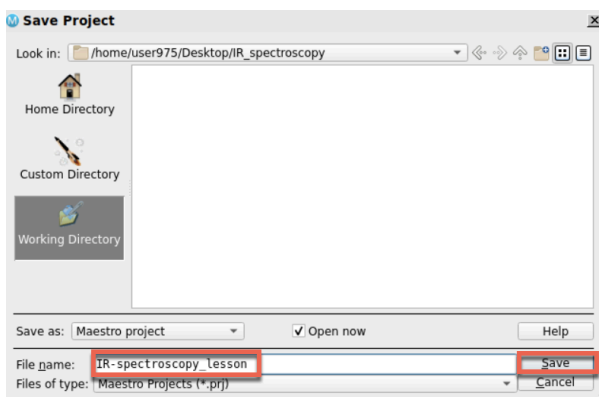 Save Project
Look in: /home/user975/Desktop/IR_spectroscopy
Home Directory
Custom Directory
Working Directory
Save as: Maestro project Open now Help
File name: IR-spectroscopy_lesson Save
Files of type: Maestro Projects (*.prj) Cancel